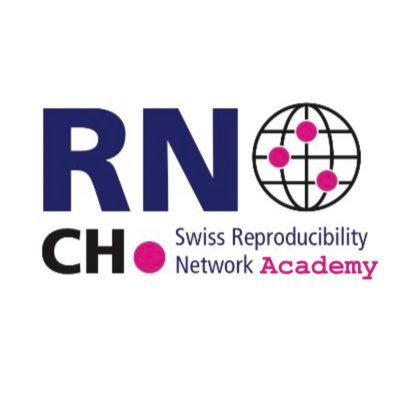 RN
CH
Swiss Reproducibility
Network Academy